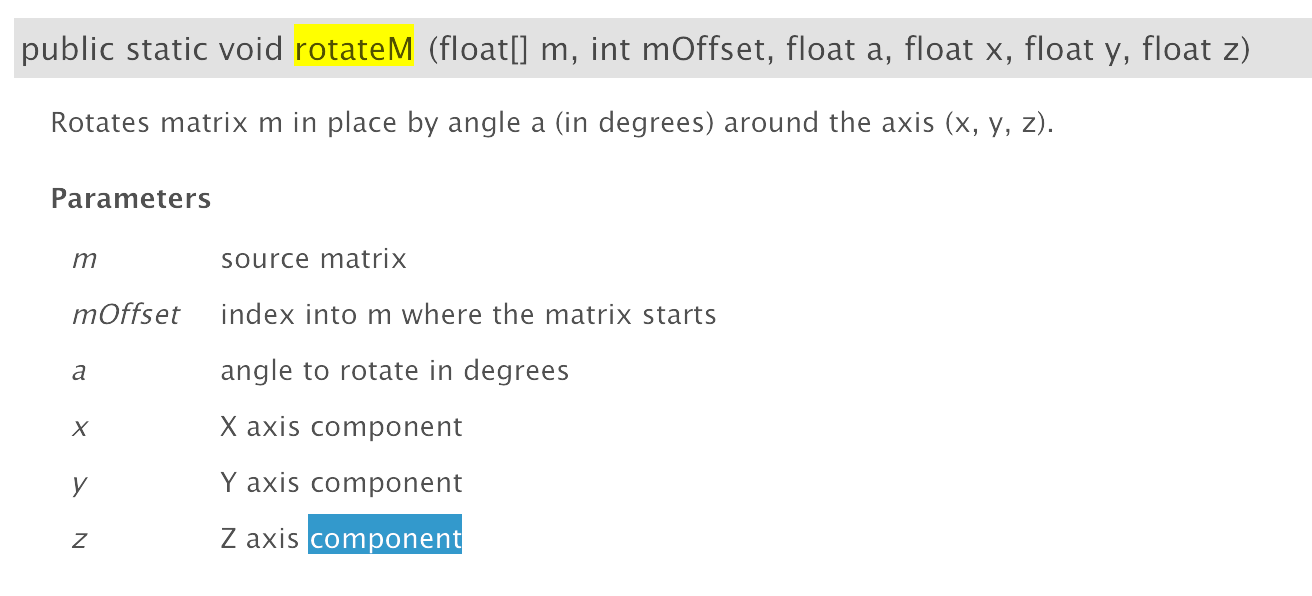 public static void rotateM (float[] m, int mOffset, float a, float x, float y, float z)
Rotates matrix m in place by angle a (in degrees) around the axis (x, y, z).
Parameters
m source matrix
mOffset index into m where the matrix starts
a angle to rotate in degrees
x X axis component
y Y axis component
z Z axis component